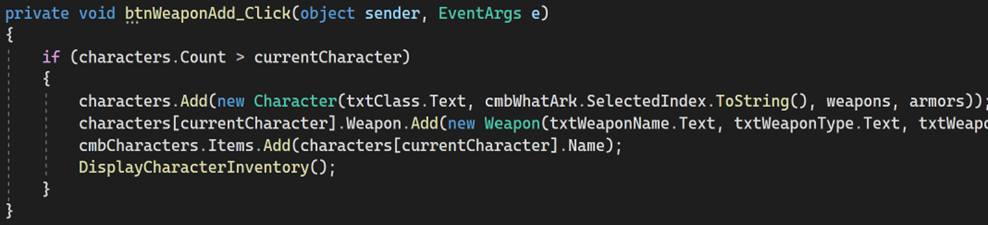 private void btnWeaponAdd_Click(object sender, EventArgs e)
{
if (characters.Count > currentCharacter)
{
characters.Add(new Character(txtClass.Text, cmbWhatArk.SelectedIndex.ToString(), weapons, armors));
characters[currentCharacter].Weapon.Add(new Weapon(txtWeaponName.Text, txtWeaponType.Text, txtWeapo
cmbCharacters.Items.Add(characters[currentCharacter].Name);
DisplayCharacterInventory();
}
}